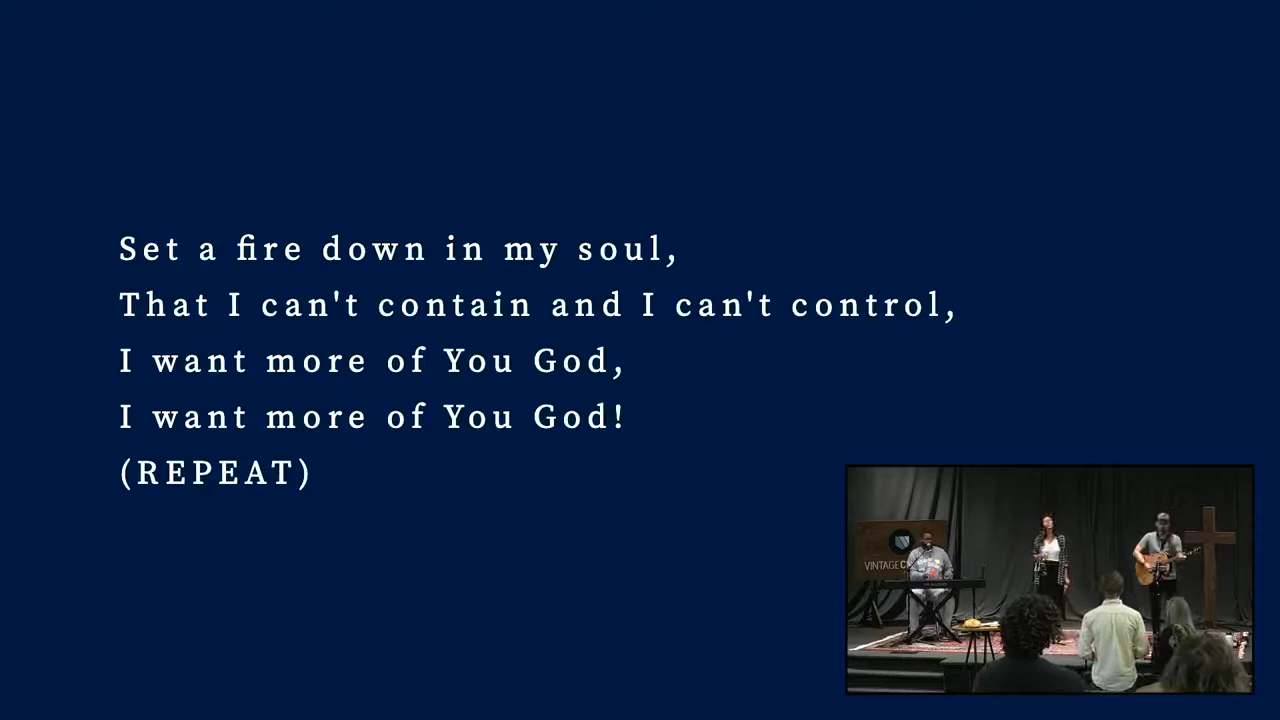 Set a fire down in my soul,
That I can't contain and I can't control,
I want more of You God,
I want more of You God!
(REPEAT)
VINTAGE